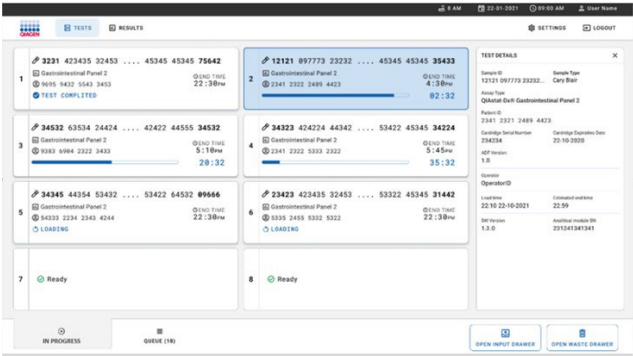 8 AM 22-01-2021 09:00 AM User Name
QIAGEN TESTS RESULTS SETTINGS LOGOUT
1
3231 423435 32453 .... 45345 45345 75642
Gastrointestinal Panel 2
9695 9432 5543 3453
END TIME
22:30PM
TEST COMPLITED
2
12121 097773 23232 .... 45345 45345 35433
Gastrointestinal Panel 2
2341 2322 2489 4423
END TIME
4:30PM
02:32
3
34532 63534 24424 .... 42422 44555 34532
Gastrointestinal Panel 2
9383 6984 2322 3433
END TIME
5:10PM
20:32
4
34323 424224 44342 .... 53422 45345 34224
Gastrointestinal Panel 2
2341 2322 5333 2322
END TIME
5:45PM
35:32
5
34345 44354 53432 .... 53422 64532 09666
Gastrointestinal Panel 2
54333 2234 2343 4244
END TIME
22:30PM
LOADING
6
23423 423435 32453 .... 53322 45345 31442
Gastrointestinal Panel 2
5335 2455 5332 5322
END TIME
22:30PM
LOADING
7 Ready
8 Ready
TEST DETAILS
Sample ID
12121 097773 23232...
Sample Type
Cary Blair
Assay Type
QIAstat-Dx® Gastrointestinal Panel 2
Patient ID
2341 2321 2489 4423
Cartridge Serial Number
234234
Cartridge Expiration Date
22-10-2020
ADF Version
1.0
Operator
OperatorID
Load time
22:10 22-10-2021
Estimated end time
22:59
SW Version
1.3.0
Analitical module SN
231241341341
IN PROGRESS
QUEUE (18)
OPEN INPUT DRAWER
OPEN WASTE DRAWER